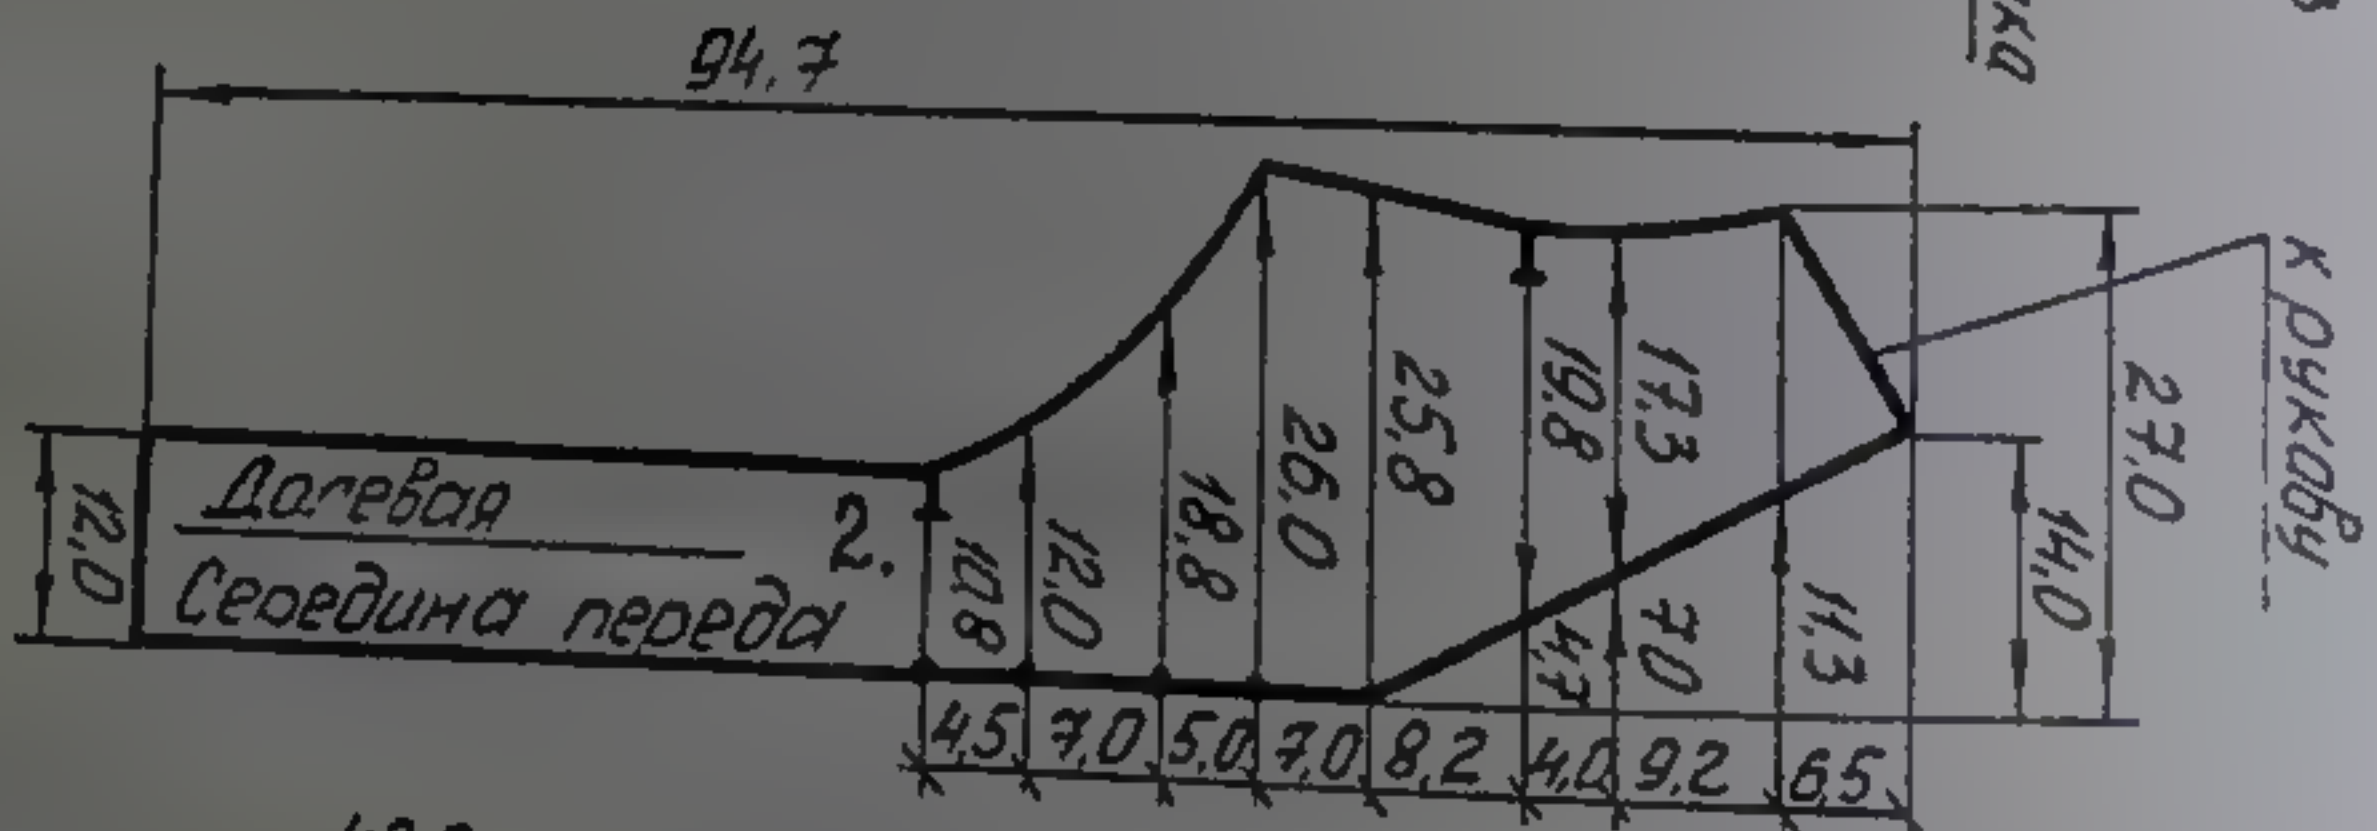 94,7
ка
в
к рукаву
12,0
Долевая
2.
Середина переда
10,8
12,0
18,8
26,0
25,8
19,8
4,7
17,3
7,0
11,3
14,0
27,0
4,5 7,0 5,0 7,0 8,2 4,0 9,2 6,5